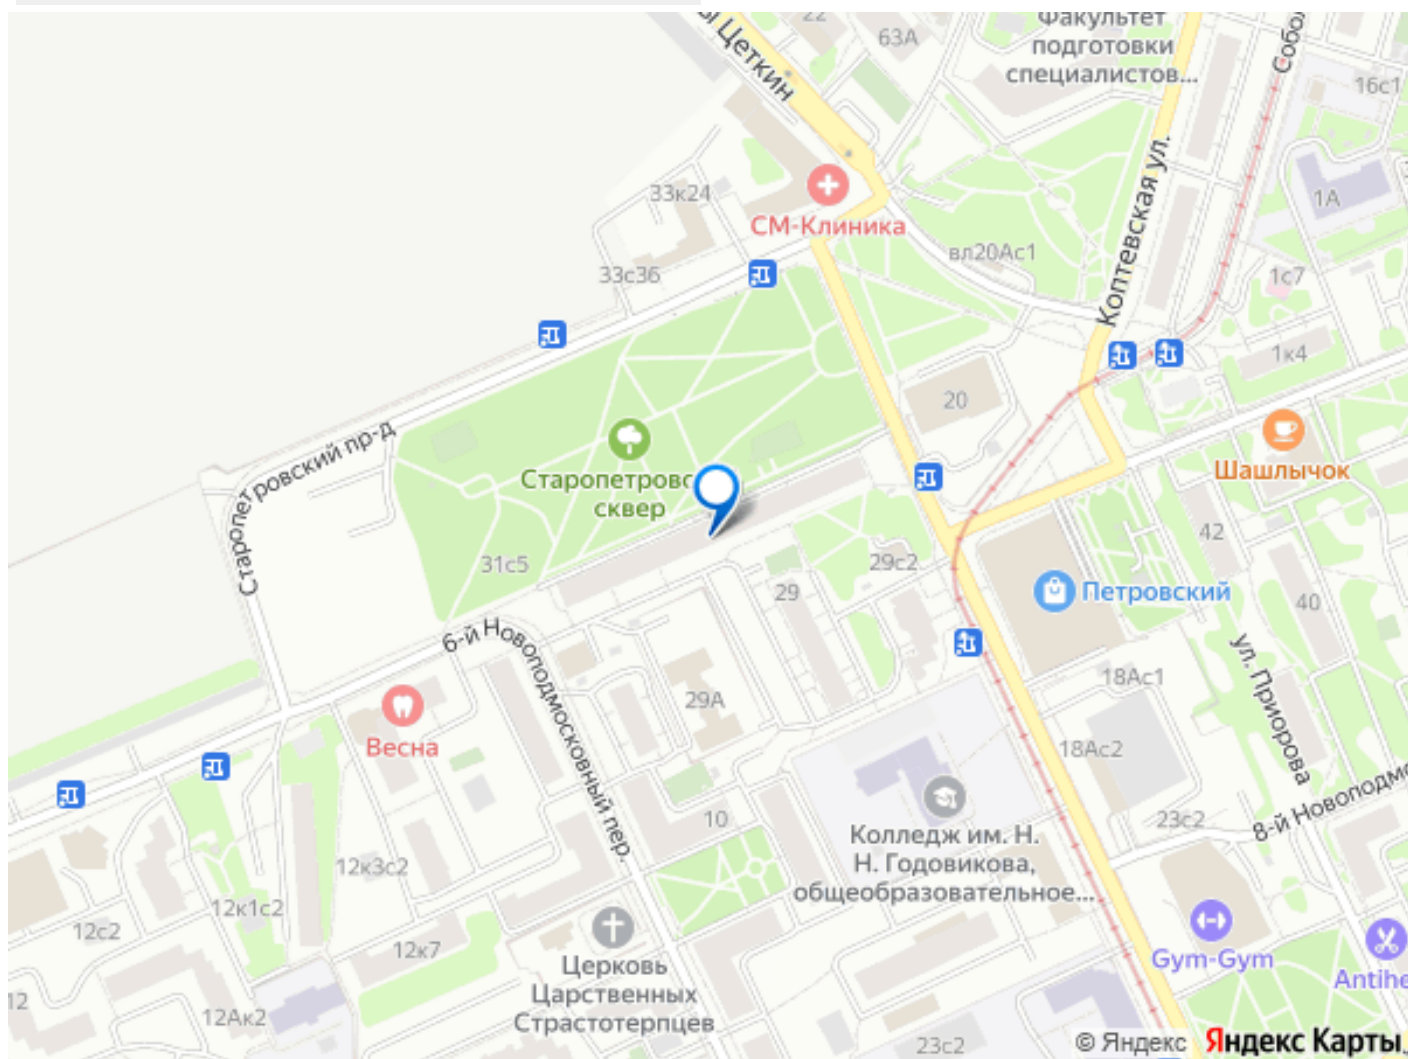 22
63А
Факультет
подготовки
специалистов...
Собол
16с1
ы Цеткин
33к24
СМ-Клиника
Коптевская ул.
1А
вл20Ас1
33с36
1с7
1к4
20
Старопетровский пр-д
Старопетровс
сквер
Шашлычок
42
31с5
29с2
29
Петровский
40
6-й Новоподмосковный пер.
ул. Приорова
29А
18Ас1
Весна
18Ас2
10
23с2
8-й Новоподмо
Колледж им. Н.
Н. Годовикова,
общеобразовательное...
12к3с2
12к1с2
12с2
12к7
Церковь
Царственных
Страстотерпцев
Gym-Gym
Antihe
12
12Ак2
23с2
© Яндекс Яндекс Карты